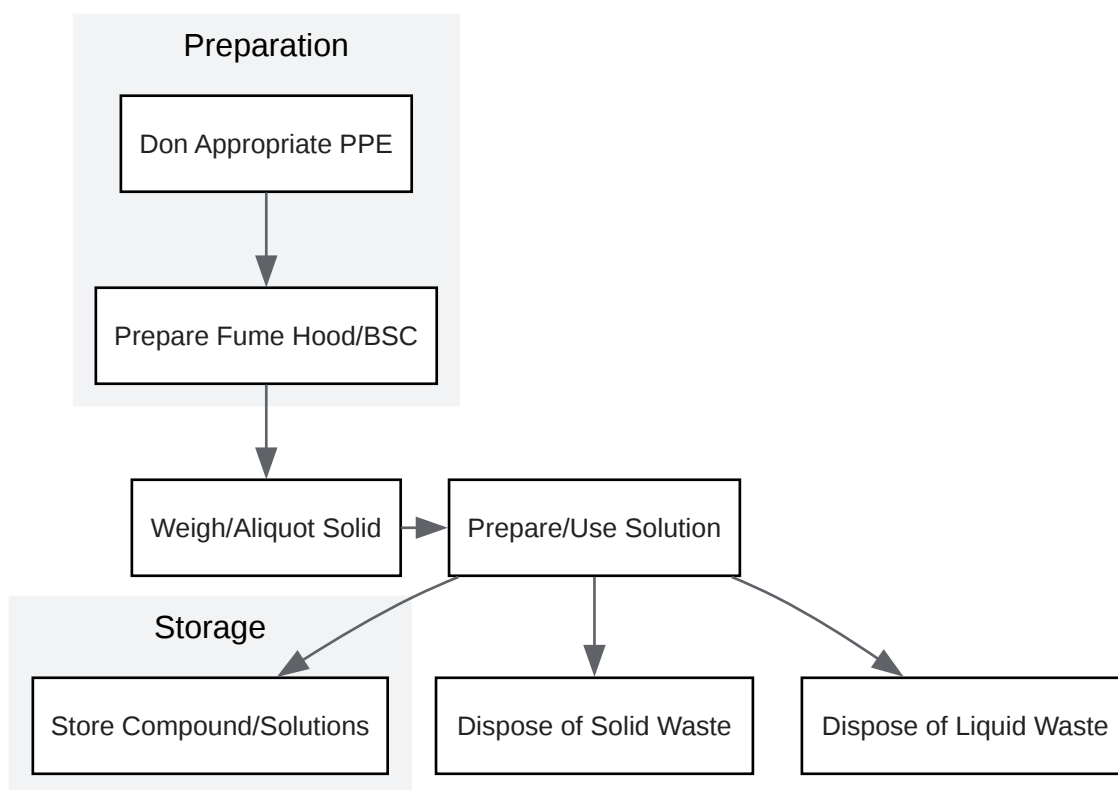 Preparation
Don Appropriate PPE
Prepare Fume Hood/BSC
Weigh/Aliquot Solid
Prepare/Use Solution
Storage
Store Compound/Solutions
Dispose of Solid Waste
Dispose of Liquid Waste